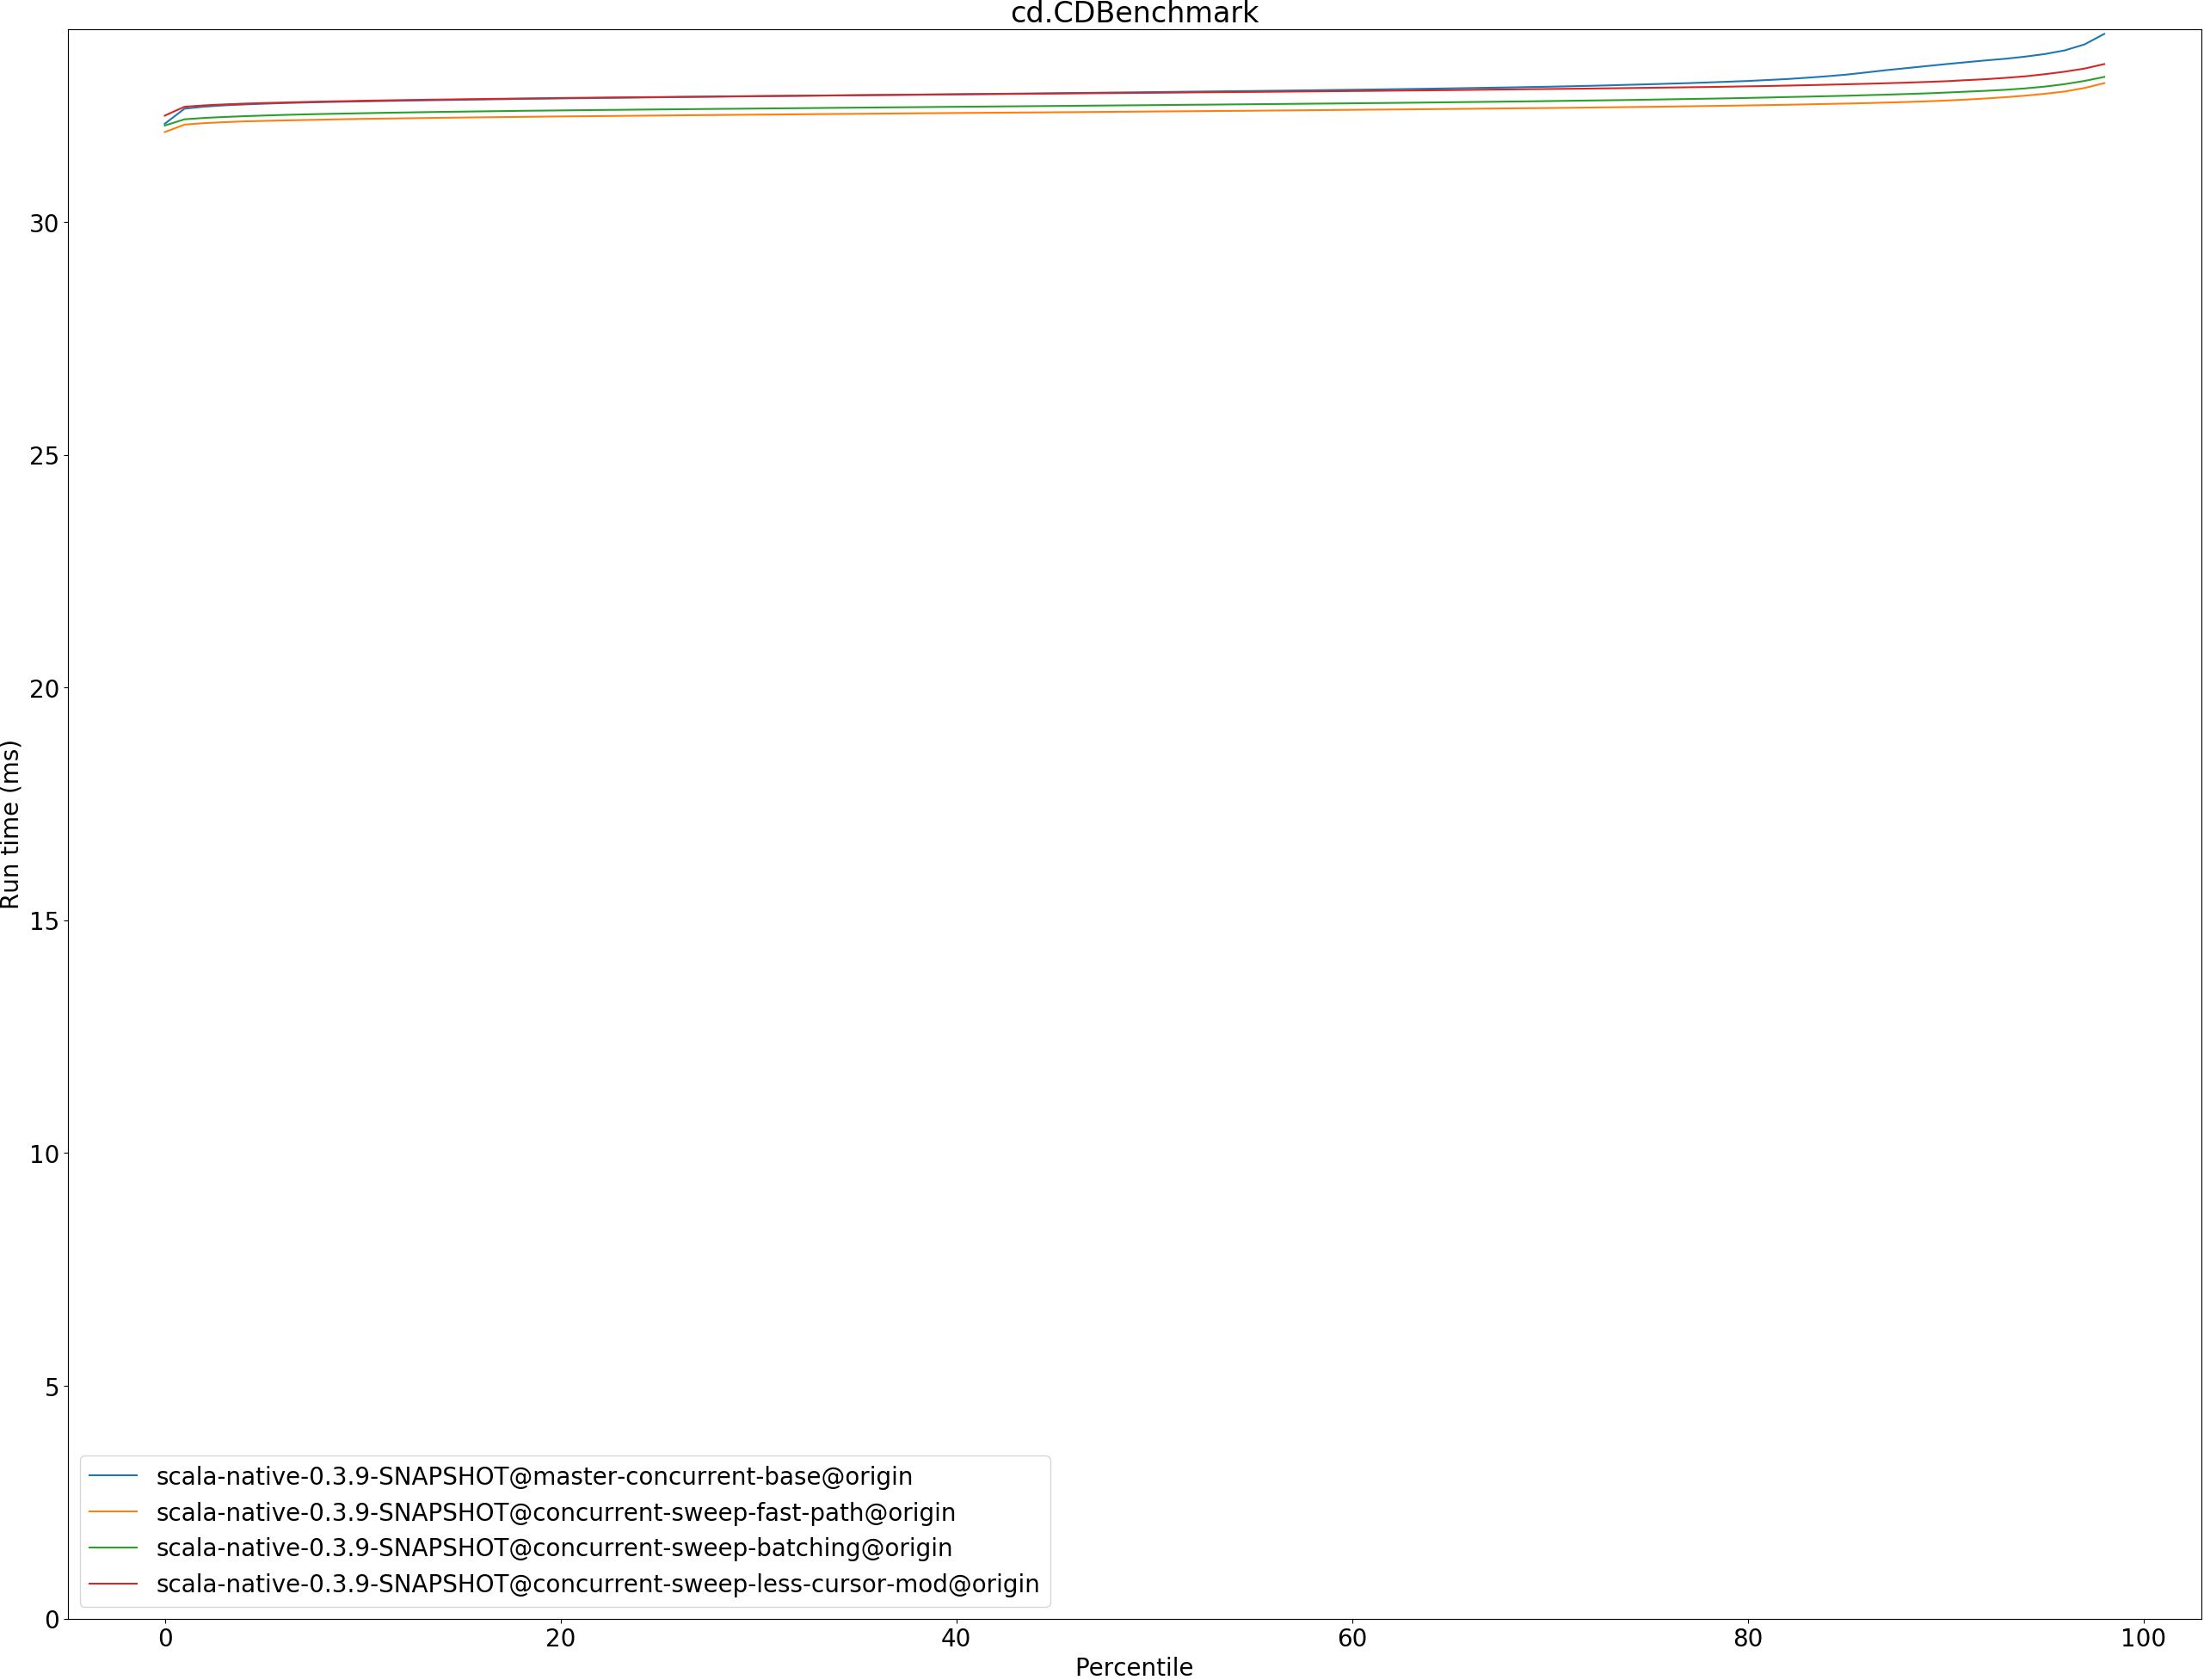 cd.CDBenchmark
Run time (ms)
30
25
20
15
10
5
0
scala-native-0.3.9-SNAPSHOT@master-concurrent-base@origin
scala-native-0.3.9-SNAPSHOT@concurrent-sweep-fast-path@origin
scala-native-0.3.9-SNAPSHOT@concurrent-sweep-batching@origin
scala-native-0.3.9-SNAPSHOT@concurrent-sweep-less-cursor-mod@origin
0 20 40 60 80 100
Percentile